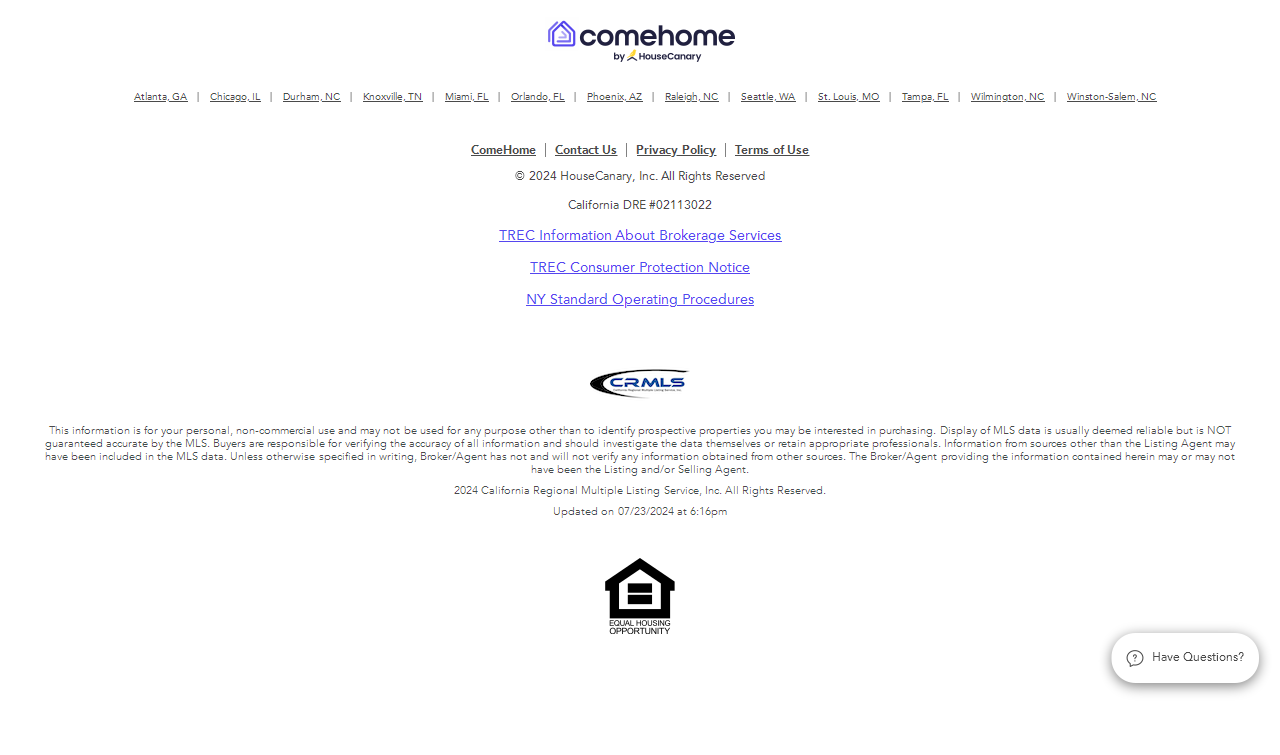 comehome
by HouseCanary
Atlanta, GA | Chicago, IL | Durham, NC | Knoxville, TN | Miami, FL | Orlando, FL | Phoenix, AZ | Raleigh, NC | Seattle, WA | St. Louis, MO | Tampa, FL | Wilmington, NC | Winston-Salem, NC
ComeHome | Contact Us | Privacy Policy | Terms of Use
© 2024 HouseCanary, Inc. All Rights Reserved
California DRE #02113022
TREC Information About Brokerage Services
TREC Consumer Protection Notice
NY Standard Operating Procedures
CRMLS
California Regional Multiple Listing Service, Inc.
This information is for your personal, non-commercial use and may not be used for any purpose other than to identify prospective properties you may be interested in purchasing. Display of MLS data is usually deemed reliable but is NOT
guaranteed accurate by the MLS. Buyers are responsible for verifying the accuracy of all information and should investigate the data themselves or retain appropriate professionals. Information from sources other than the Listing Agent may
have been included in the MLS data. Unless otherwise specified in writing, Broker/Agent has not and will not verify any information obtained from other sources. The Broker/Agent providing the information contained herein may or may not
have been the Listing and/or Selling Agent.
2024 California Regional Multiple Listing Service, Inc. All Rights Reserved.
Updated on 07/23/2024 at 6:16pm
EQUAL HOUSING
OPPORTUNITY
Have Questions?